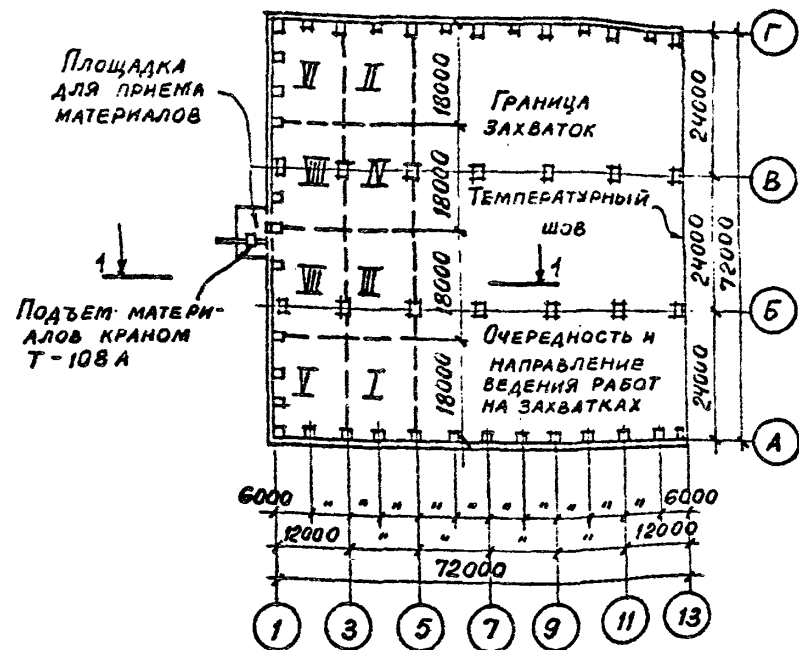 Площадка
для приема
материалов
VI
II
18000
Граница
захваток
24000
Г
VIII
IV
18000
Температурный
шов
24000
72000
В
1
1
Подъем матери-
алов краном
Т-108А
VII
III
18000
Очередность и
направление
ведения работ
на захватках
24000
Б
V
I
18000
А
6000 " " " " " " " " " " 6000
12000 " " " " 12000
72000
1 3 5 7 9 11 13